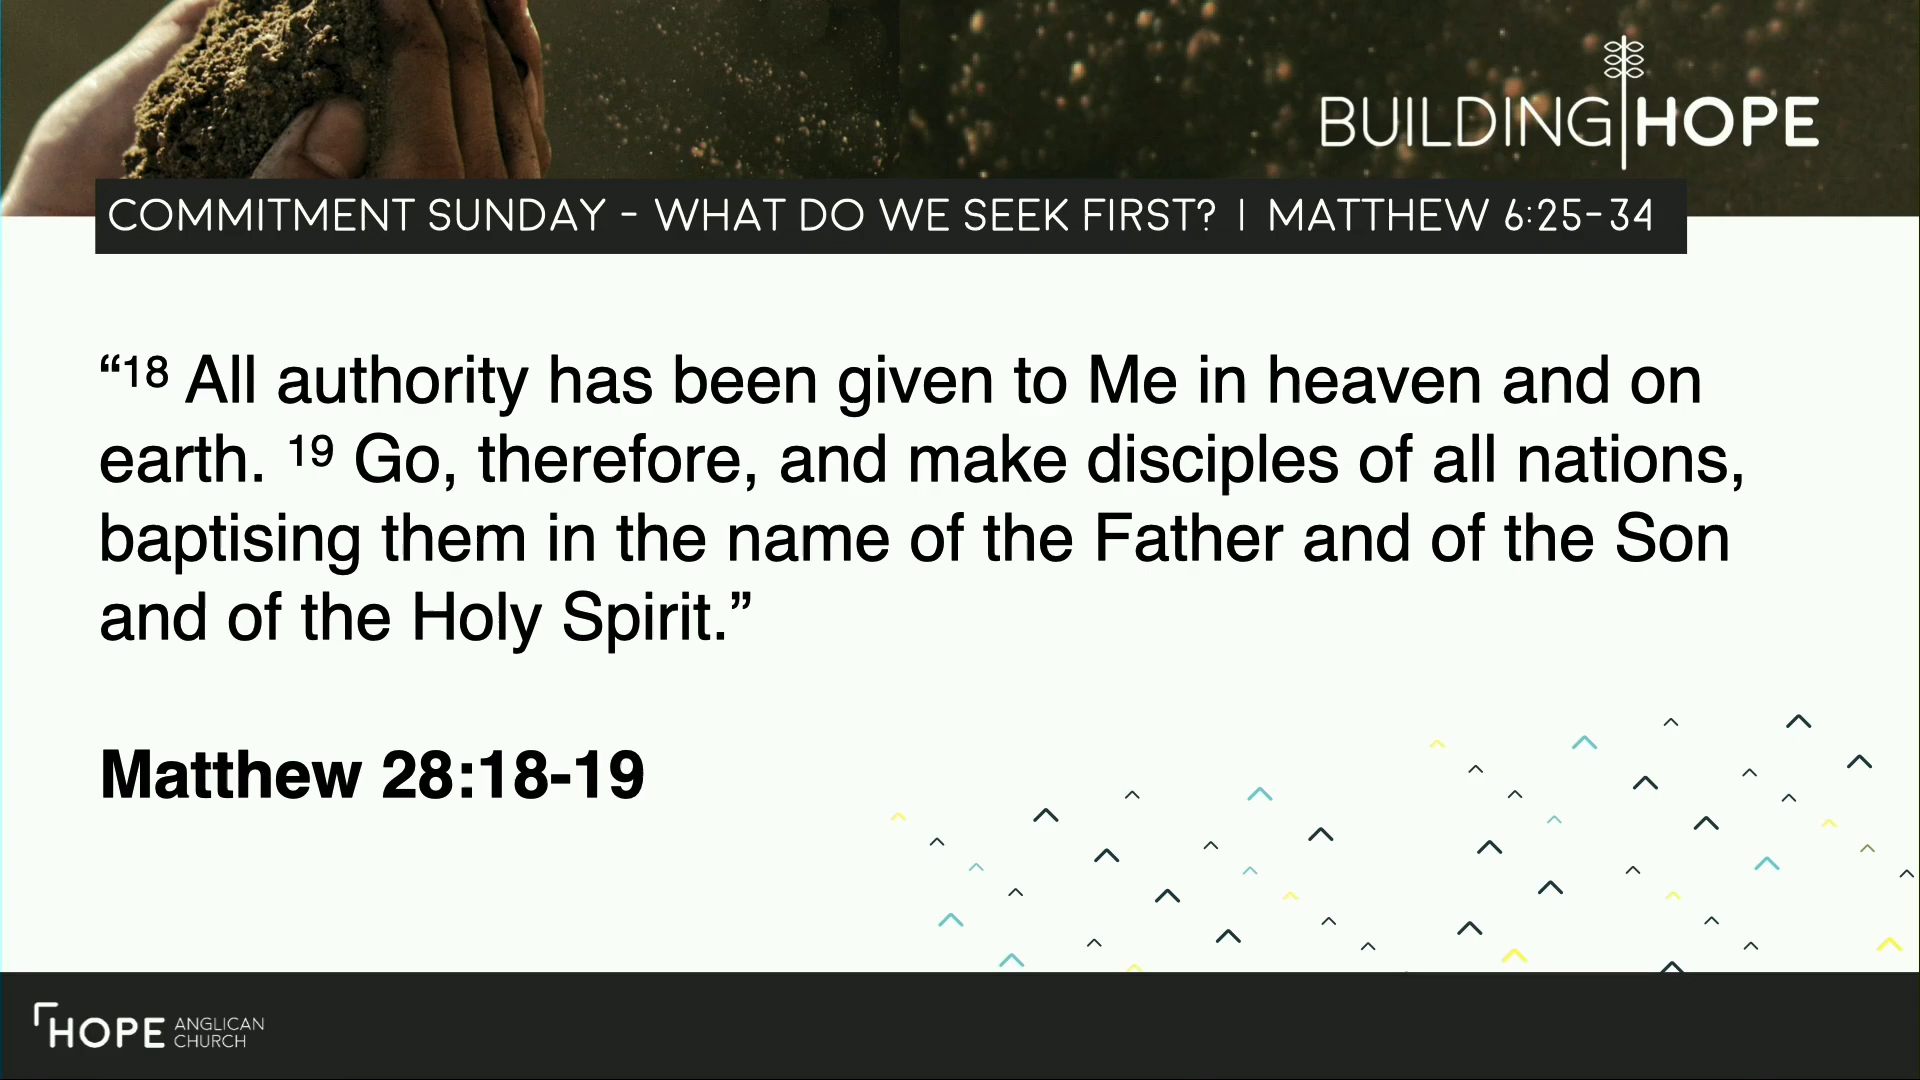 BUILDING HOPE
COMMITMENT SUNDAY - WHAT DO WE SEEK FIRST? | MATTHEW 6:25-34
“18 All authority has been given to Me in heaven and on
earth. 19 Go, therefore, and make disciples of all nations,
baptising them in the name of the Father and of the Son
and of the Holy Spirit.”
Matthew 28:18-19
HOPE ANGLICAN
CHURCH